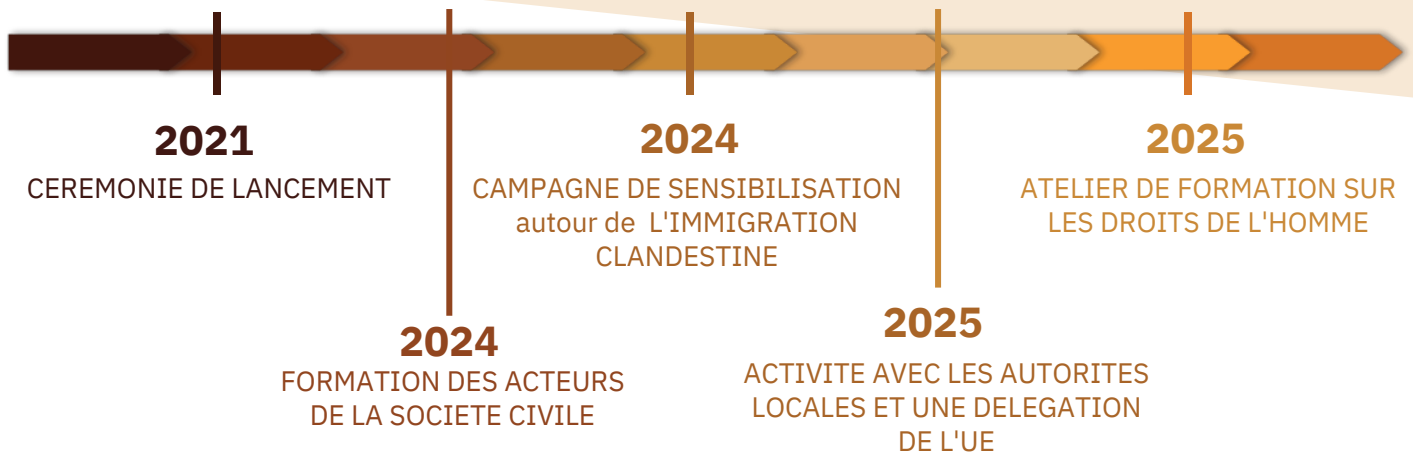 2021
CEREMONIE DE LANCEMENT
2024
FORMATION DES ACTEURS
DE LA SOCIETE CIVILE
2024
CAMPAGNE DE SENSIBILISATION
autour de L'IMMIGRATION
CLANDESTINE
2025
ACTIVITE AVEC LES AUTORITES
LOCALES ET UNE DELEGATION
DE L'UE
2025
ATELIER DE FORMATION SUR
LES DROITS DE L'HOMME